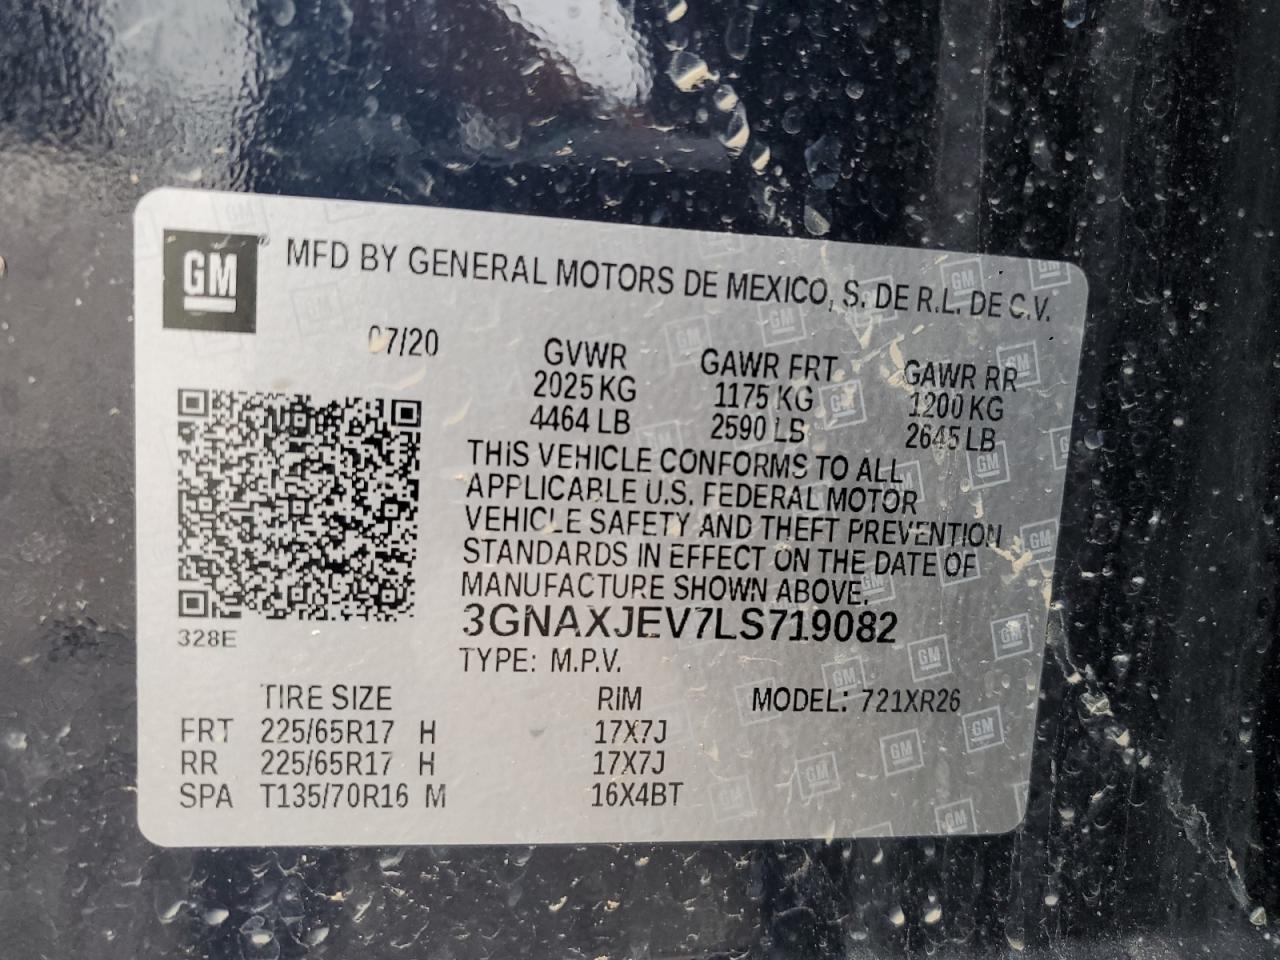 GM
MFD BY GENERAL MOTORS DE MEXICO, S. DE R.L. DE C.V.
07/20
GVWR GAWR FRT GAWR RR
2025 KG 1175 KG 1200 KG
4464 LB 2590 LB 2645 LB
THIS VEHICLE CONFORMS TO ALL
APPLICABLE U.S. FEDERAL MOTOR
VEHICLE SAFETY AND THEFT PREVENTION
STANDARDS IN EFFECT ON THE DATE OF
MANUFACTURE SHOWN ABOVE.
3GNAXJEV7LS719082
328E
TYPE: M.P.V.
TIRE SIZE RIM MODEL: 721XR26
FRT 225/65R17 H 17X7J
RR 225/65R17 H 17X7J
SPA T135/70R16 M 16X4BT